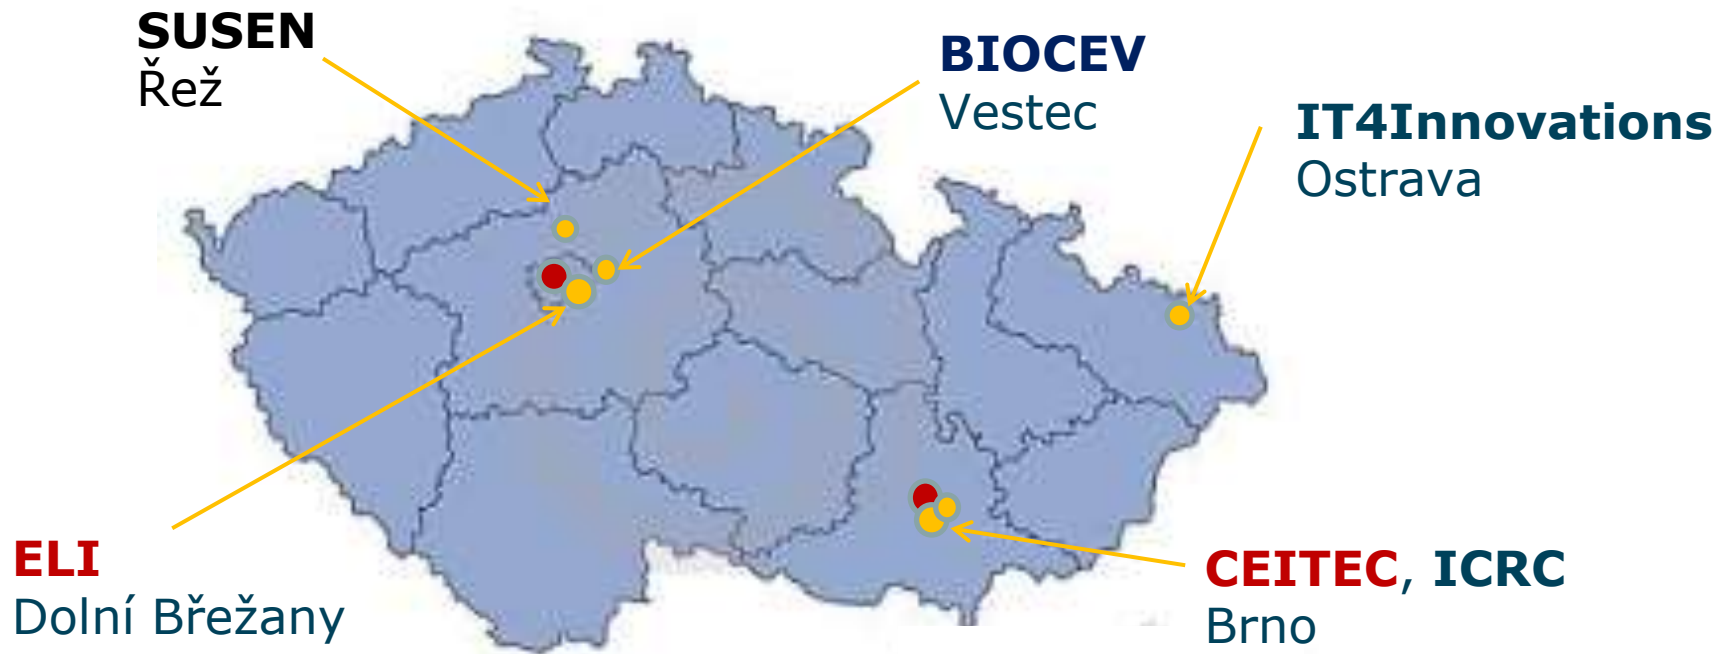 SUSEN
Řež
BIOCEV
Vestec
IT4Innovations
Ostrava
ELI
Dolní Břežany
CEITEC, ICRC
Brno